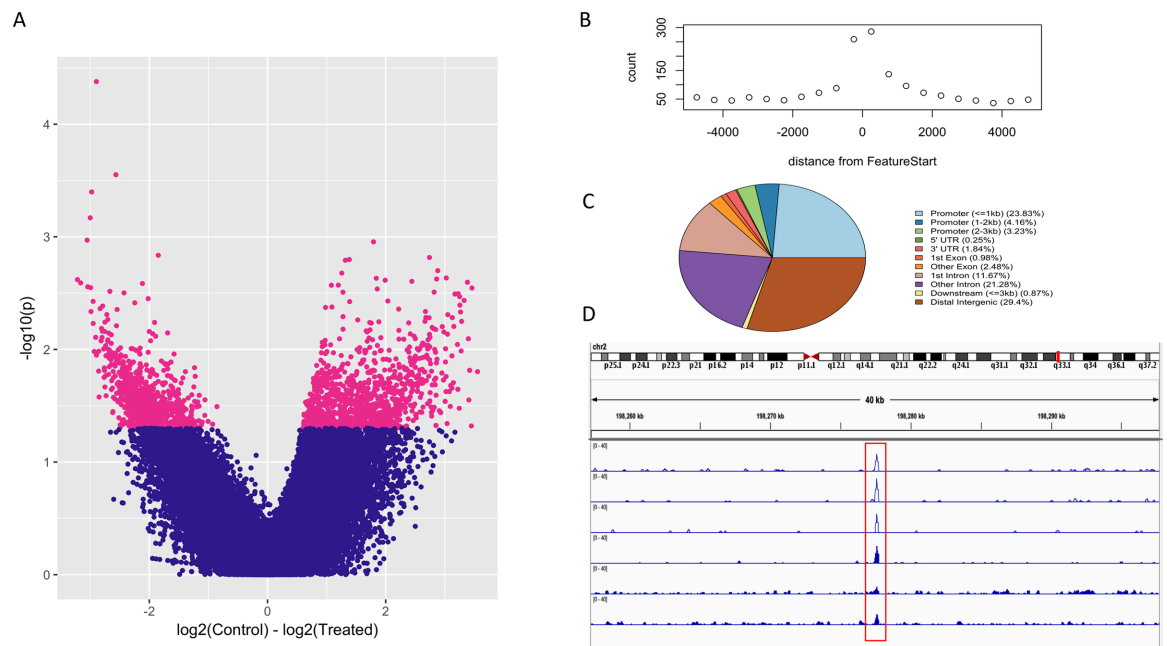 A
4
3
2
1
0
-log10(p)
-2
0
2
log2(Control) - log2(Treated)
B
300
150
50
count
-4000
-2000
0
2000
4000
distance from FeatureStart
C
Promoter (<=1kb) (23.83%)
Promoter (1-2kb) (4.16%)
Promoter (2-3kb) (3.23%)
5' UTR (0.25%)
3' UTR (1.84%)
1st Exon (0.98%)
Other Exon (2.48%)
1st Intron (11.67%)
Other Intron (21.28%)
Downstream (<=3kb) (0.87%)
Distal Intergenic (29.4%)
D
chr2
p25.1 p24.1 p22.3 p21 p16.2 p14 p12 p11.1 q12.1 q14.1 q21.1 q22.2 q24.1 q31.1 q32.1 q33.1 q34 q36.1 q37.2
40 kb
198,260 kb 198,270 kb 198,280 kb 198,290 kb
[0 - 40]
[0 - 40]
[0 - 40]
[0 - 40]
[0 - 40]
[0 - 40]